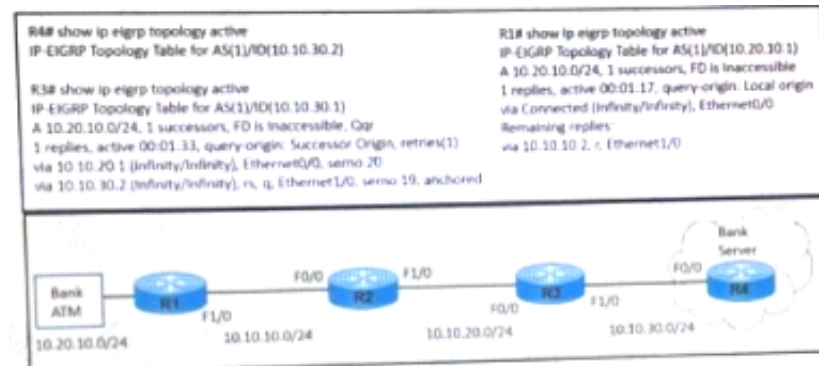 R4# show ip eigrp topology active
IP-EIGRP Topology Table for AS(1)/ID(10.10.30.2)
R3# show ip eigrp topology active
IP-EIGRP Topology Table for AS(1)/ID(10.10.30.1)
A 10.20.10.0/24, 1 successors, FD is Inaccessible, Qqr
1 replies, active 00:01.33, query-origin: Successor Origin, retries(1)
via 10.10.20.1 (Infinity/Infinity), Ethernet0/0, serno 20
via 10.10.30.2 (Infinity/Infinity), rs, q, Ethernet1/0, serno 19, anchored
R1# show ip eigrp topology active
IP-EIGRP Topology Table for AS(1)/ID(10.20.30.1)
A 10.20.10.0/24, 1 successors, FD is Inaccessible
1 replies, active 00:01.17, query-origin: Local origin
via Connected (Infinity/Infinity), Ethernet0/0
Remaining replies:
via 10.10.10.2, r, Ethernet1/0
Bank
ATM
R1
F1/0
F0/0
R2
F1/0
F0/0
R3
F1/0
Bank
Server
F0/0
R4
10.20.10.0/24
10.10.10.0/24
10.10.20.0/24
10.10.30.0/24